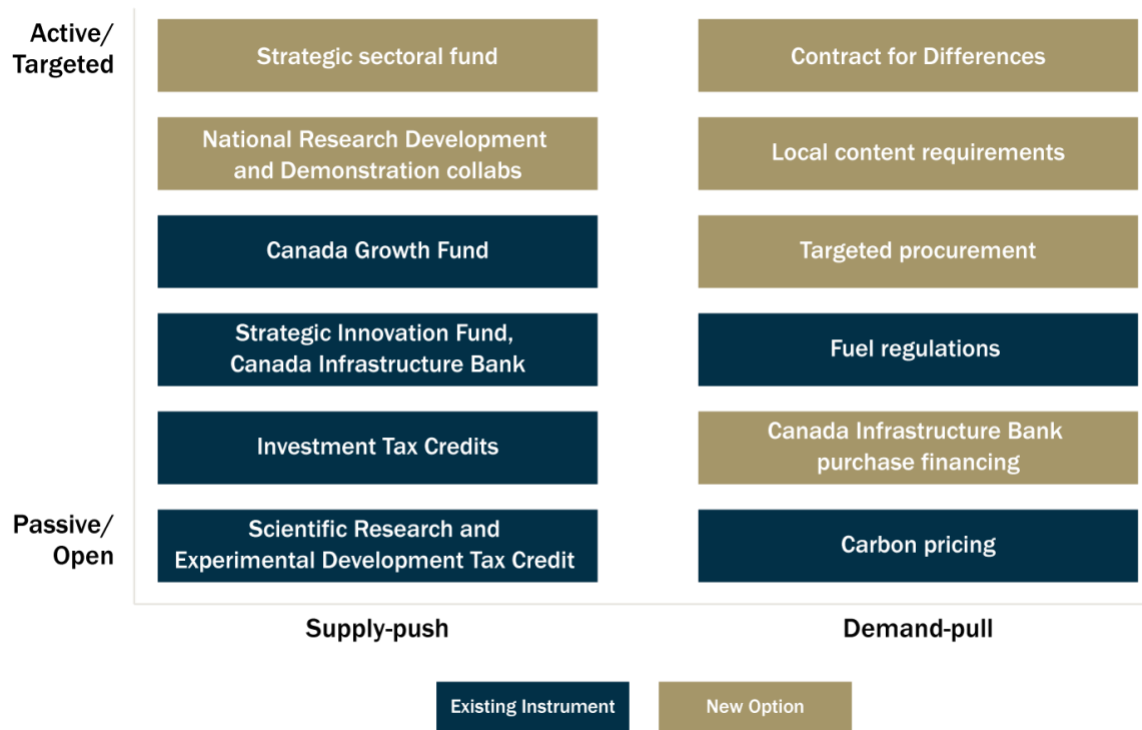 Active/
Targeted
Strategic sectoral fund
Contract for Differences
National Research Development
and Demonstration collabs
Local content requirements
Canada Growth Fund
Targeted procurement
Strategic Innovation Fund,
Canada Infrastructure Bank
Fuel regulations
Investment Tax Credits
Canada Infrastructure Bank
purchase financing
Passive/
Open
Scientific Research and
Experimental Development Tax Credit
Carbon pricing
Supply-push
Demand-pull
Existing Instrument
New Option